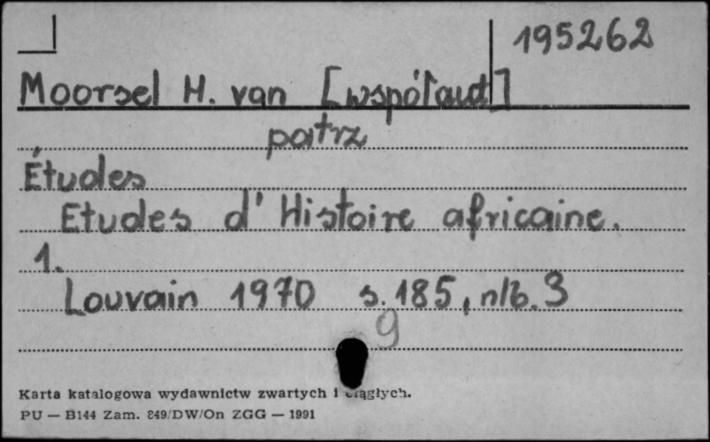 195262
Moorsel H. van [współaut]
patrz
Études
Etudes d'Histoire africaine.
1.
Louvain 1970 s. 185, nlb. 3
9
Karta katalogowa wydawnictw zwartych i ciągłych.
PU — B144 Zam. 849/DW/On ZGG — 1991